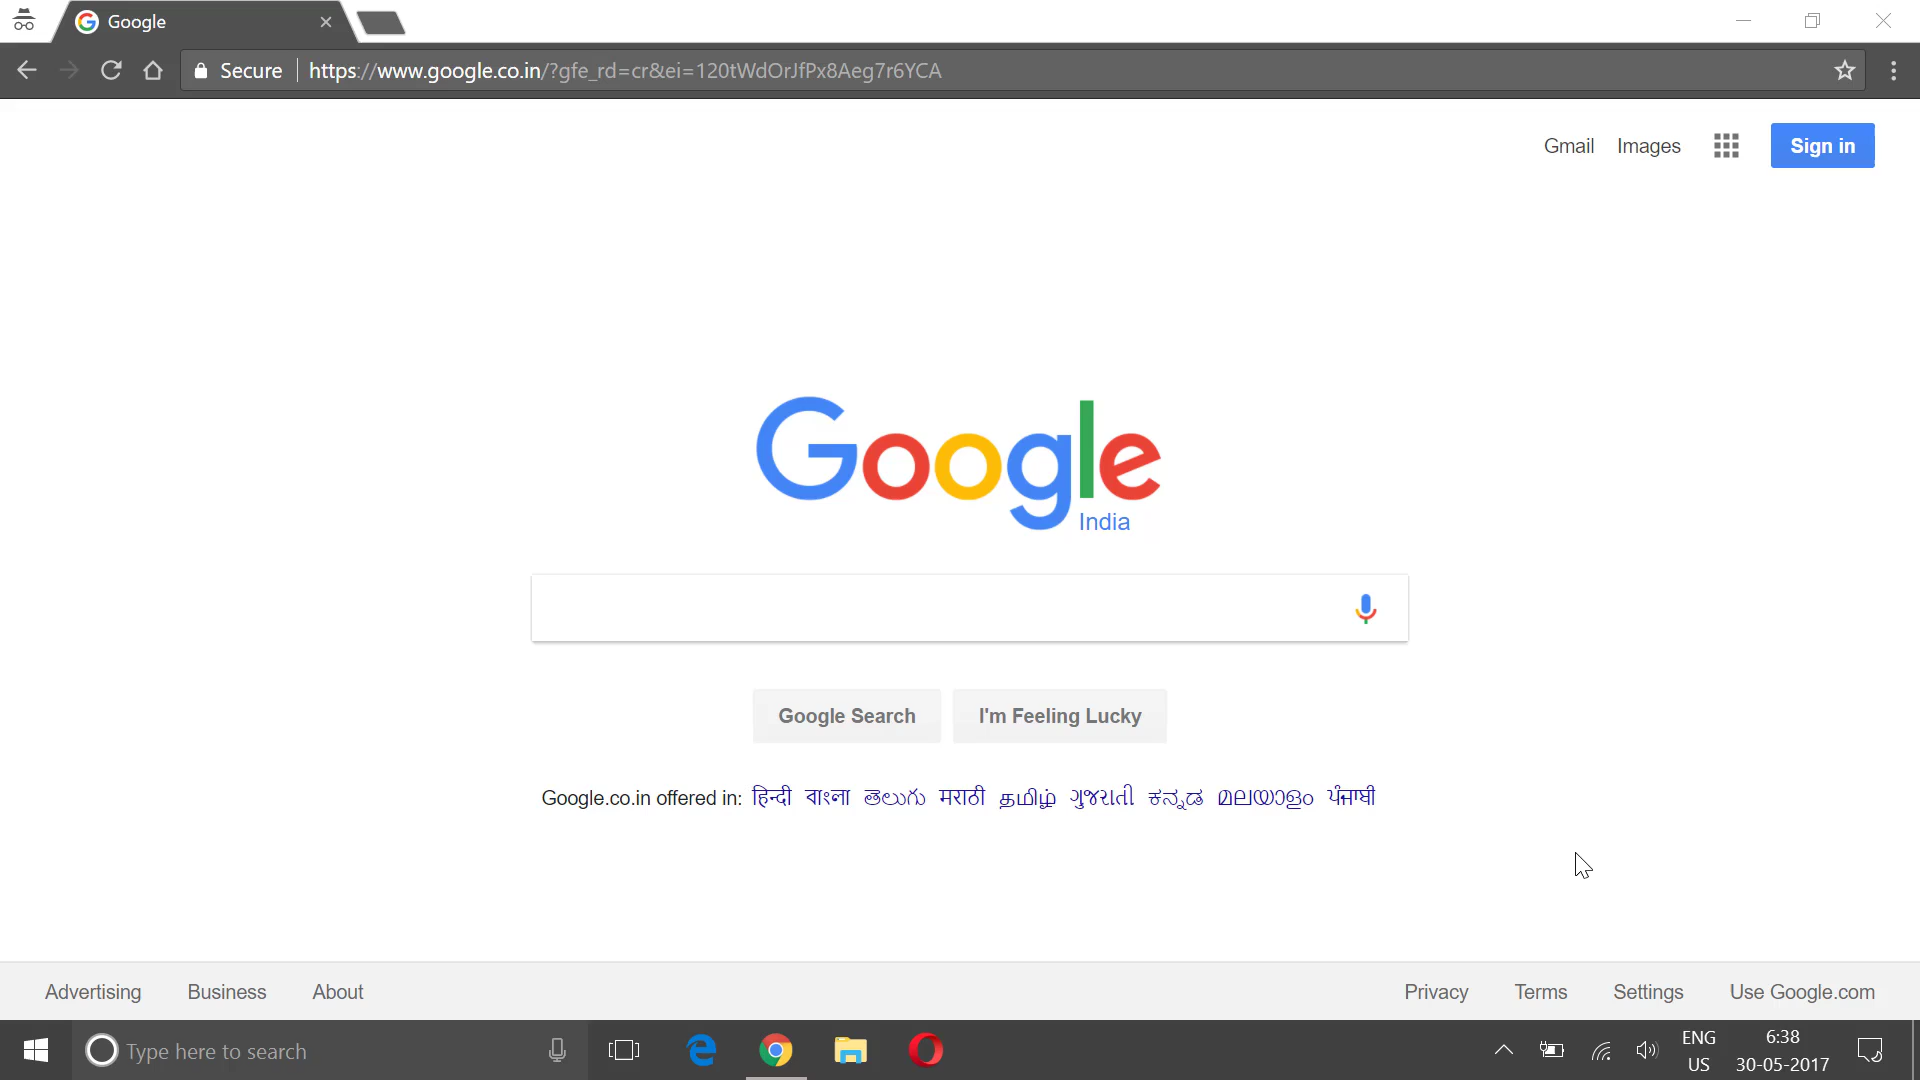 Google
Secure
https://www.google.co.in/?gfe_rd=cr&ei=120tWdOrJfPx8Aeg7r6YCA
Gmail Images Sign in
Google
India
Google Search I'm Feeling Lucky
Google.co.in offered in: हिन्दी বাংলা తెలుగు मराठी தமிழ் ગુજરાતી ಕನ್ನಡ മലയാളം ਪੰਜਾਬੀ
Advertising Business About Privacy Terms Settings Use Google.com
Type here to search
ENG 6:38
US 30-05-2017